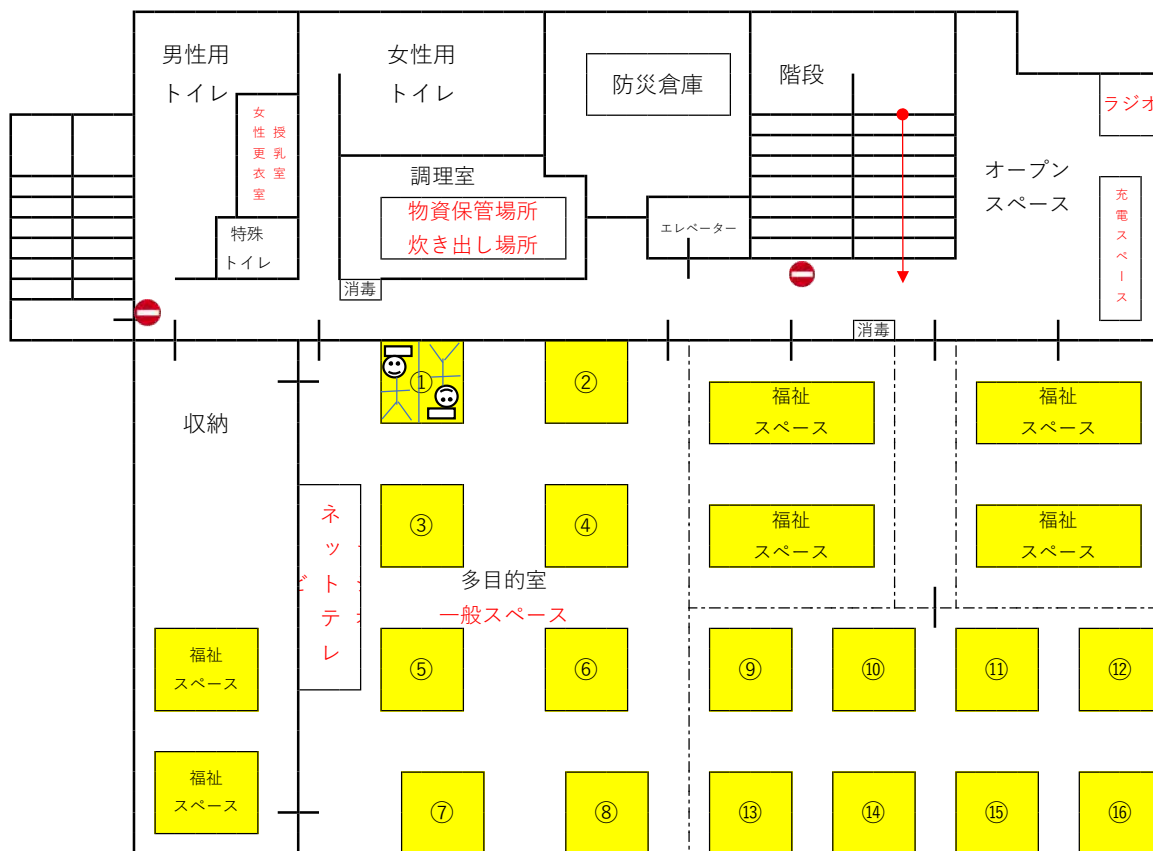 男性用
トイレ
女性用
トイレ
防災倉庫
階段
ラジオ
女性更衣室
授乳室
調理室
物資保管場所
炊き出し場所
オープン
スペース
充電スペース
特殊
トイレ
エレベーター
消毒
消毒
①
②
福祉
スペース
福祉
スペース
収納
③
④
福祉
スペース
福祉
スペース
ネットテレ
多目的室
一般スペース
福祉
スペース
⑤
⑥
⑨
⑩
⑪
⑫
福祉
スペース
⑦
⑧
⑬
⑭
⑮
⑯